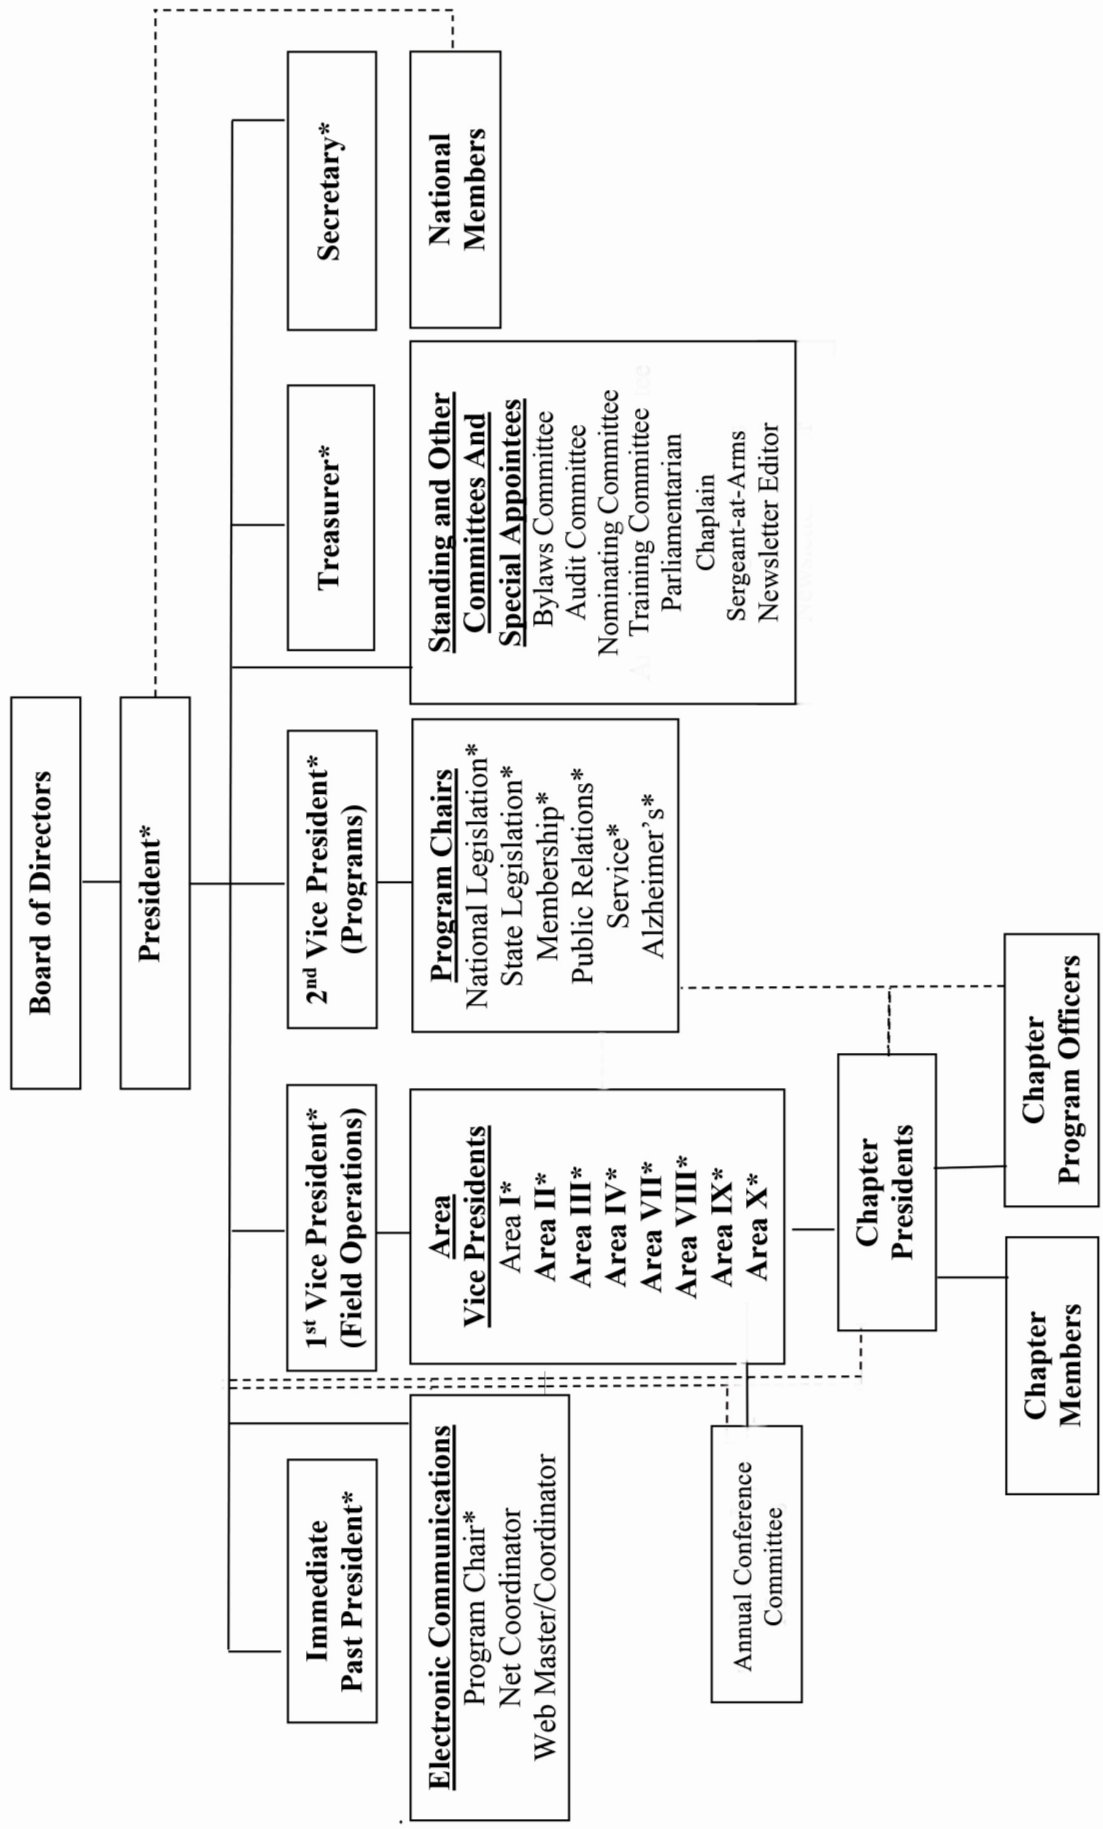 Board of Directors
President*
Immediate
Past President*
1st Vice President*
(Field Operations)
2nd Vice President*
(Programs)
Treasurer*
Secretary*
Electronic Communications
Program Chair*
Net Coordinator
Web Master/Coordinator
Area
Vice Presidents
Area I*
Area II*
Area III*
Area IV*
Area VII*
Area VIII*
Area IX*
Area X*
Program Chairs
National Legislation*
State Legislation*
Membership*
Public Relations*
Service*
Alzheimer's*
Standing and Other
Committees And
Special Appointees
Bylaws Committee
Audit Committee
Nominating Committee
Training Committee
Parliamentarian
Chaplain
Sergeant-at-Arms
Newsletter Editor
National
Members
Annual Conference
Committee
Chapter
Presidents
Chapter
Members
Chapter
Program Officers